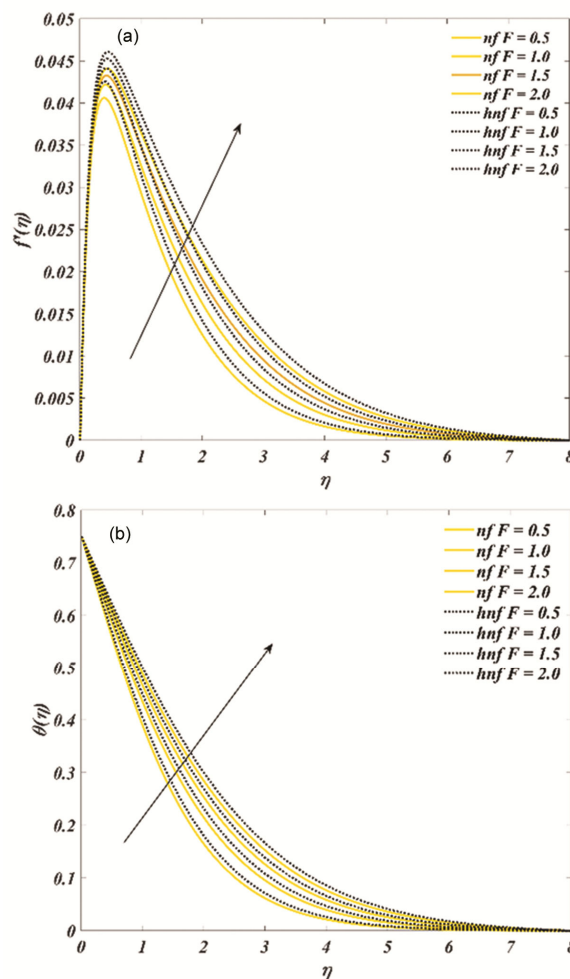 (a)
nf F = 0.5
nf F = 1.0
nf F = 1.5
nf F = 2.0
hnf F = 0.5
hnf F = 1.0
hnf F = 1.5
hnf F = 2.0
0.05
0.045
0.04
0.035
0.03
0.025
0.02
0.015
0.01
0.005
0
f'(η)
0 1 2 3 4 5 6 7 8
η
(b)
nf F = 0.5
nf F = 1.0
nf F = 1.5
nf F = 2.0
hnf F = 0.5
hnf F = 1.0
hnf F = 1.5
hnf F = 2.0
0.8
0.7
0.6
0.5
0.4
0.3
0.2
0.1
0
θ(η)
0 1 2 3 4 5 6 7 8
η